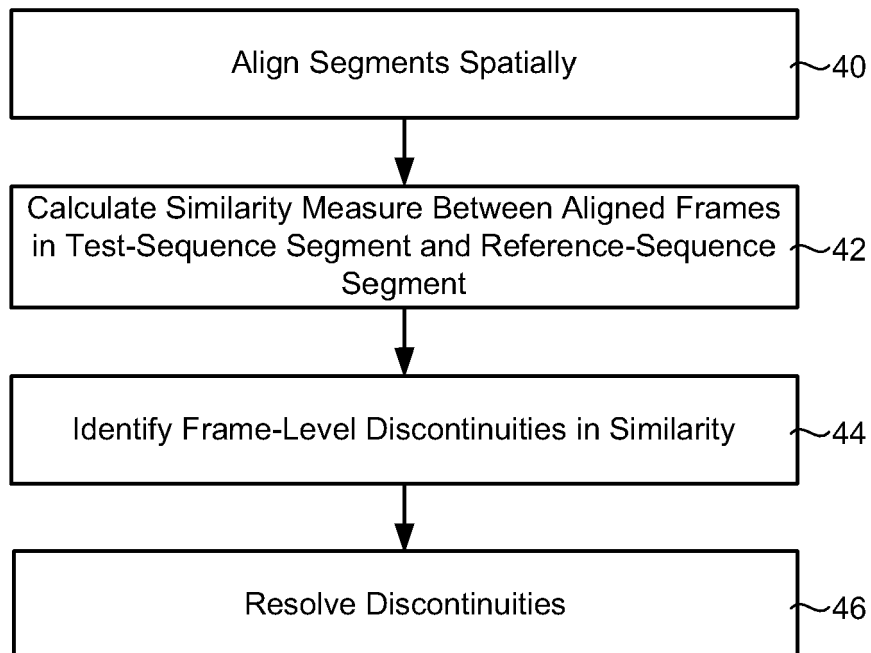 Align Segments Spatially
40
Calculate Similarity Measure Between Aligned Frames
in Test-Sequence Segment and Reference-Sequence
Segment
42
Identify Frame-Level Discontinuities in Similarity
44
Resolve Discontinuities
46